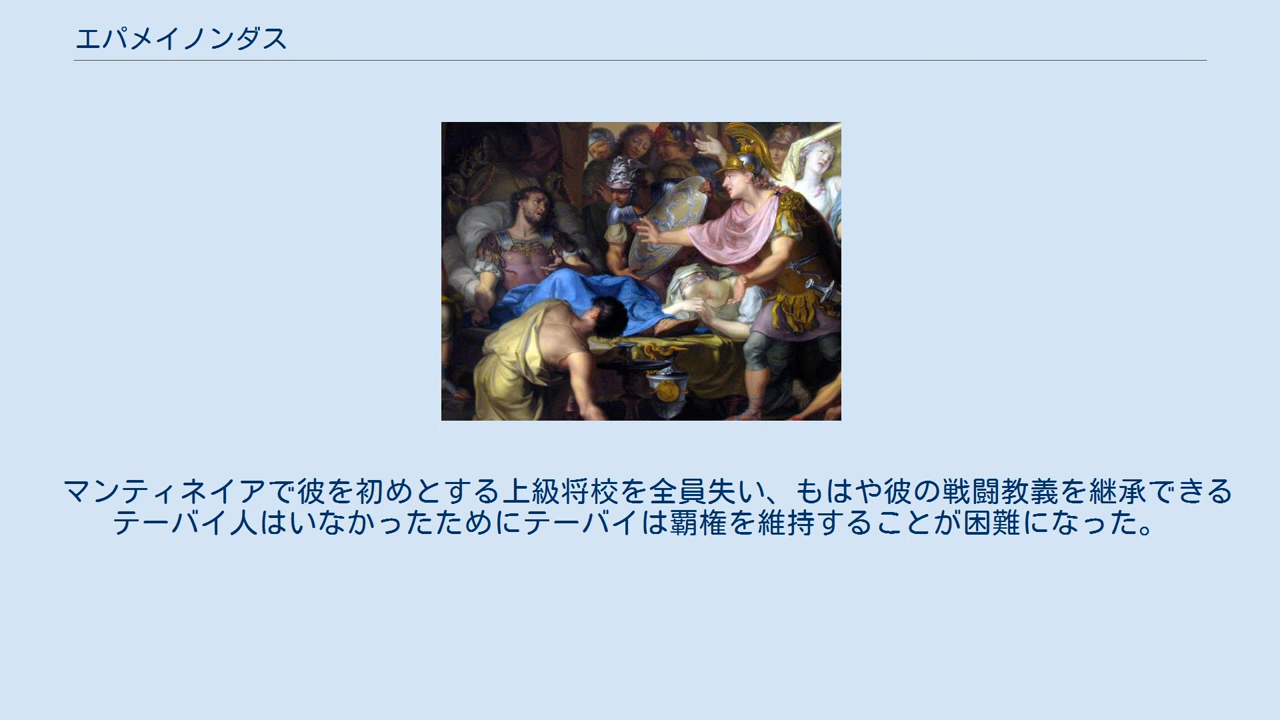 エパメイノンダス
マンティネイアで彼を初めとする上級将校を全員失い、もはや彼の戦闘教義を継承できる
テーバイ人はいなかったためにテーバイは覇権を維持することが困難になった。